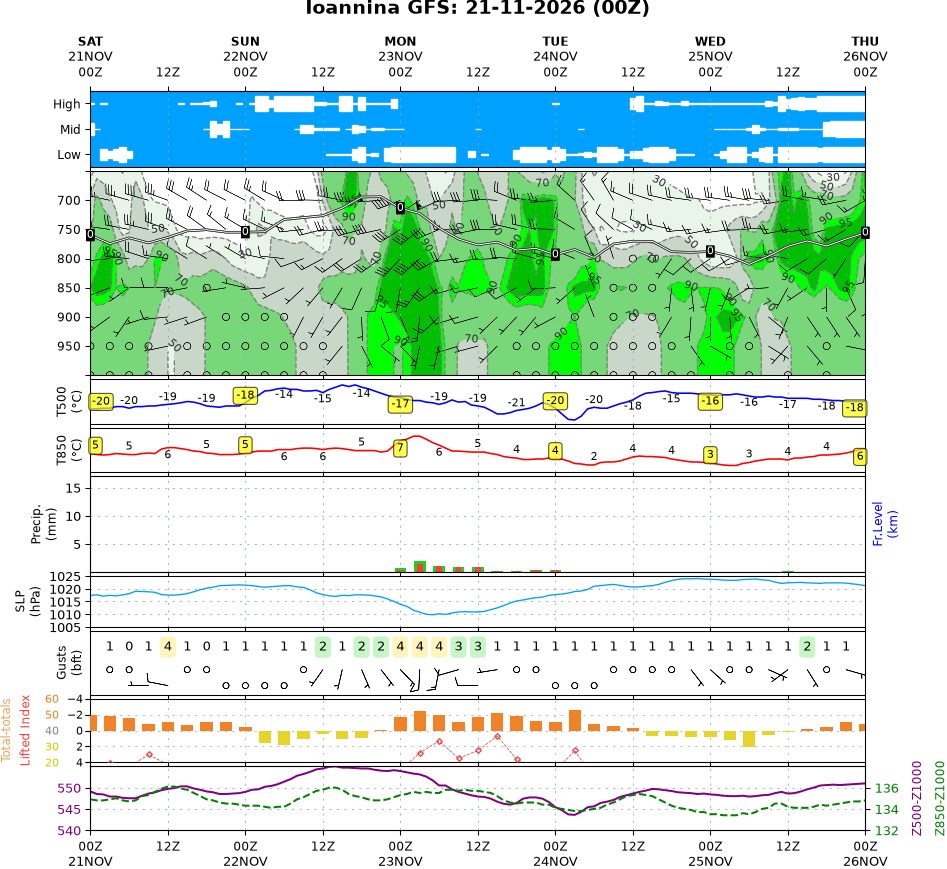 Ioannina GFS: 21-11-2026 (00Z)
SAT SUN MON TUE WED THU
21NOV 22NOV 23NOV 24NOV 25NOV 26NOV
00Z 12Z 00Z 12Z 00Z 12Z 00Z 12Z 00Z 12Z 00Z
High
Mid
Low
700
750
800
850
900
950
T500 (°C)
-20 -20 -19 -19 -18 -14 -15 -14 -17 -19 -19 -21 -20 -20 -18 -15 -16 -16 -17 -18 -18
T850 (°C)
5 5 6 5 5 6 6 5 7 6 5 4 4 2 4 4 3 3 4 4 6
Precip. (mm)
15
10
5
Fr.Level (km)
SLP (hPa)
1025
1020
1015
1010
1005
Gusts (bft)
1 0 1 4 1 0 1 1 1 1 1 2 1 2 2 4 4 4 3 3 1 1 1 1 1 1 1 1 1 1 1 1 1 1 1 1 2 1 1
Total-totals
Lifted Index
60 −4
50 −2
40 0
30 2
20 4
550
545
540
136
134
132
Z500-Z1000
Z850-Z1000
00Z 12Z 00Z 12Z 00Z 12Z 00Z 12Z 00Z 12Z 00Z
21NOV 22NOV 23NOV 24NOV 25NOV 26NOV